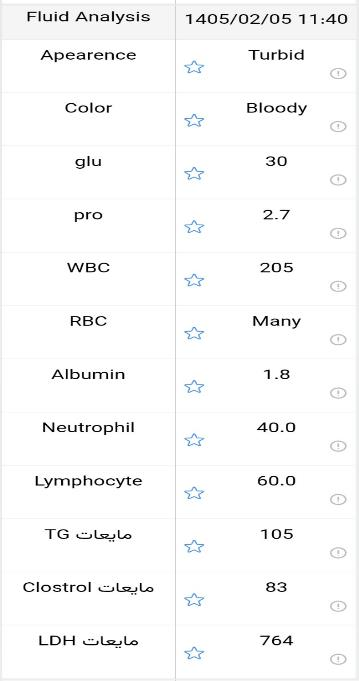 Fluid Analysis 1405/02/05 11:40
Apearence Turbid
Color Bloody
glu 30
pro 2.7
WBC 205
RBC Many
Albumin 1.8
Neutrophil 40.0
Lymphocyte 60.0
TG مایعات 105
Clostrol مایعات 83
LDH مایعات 764